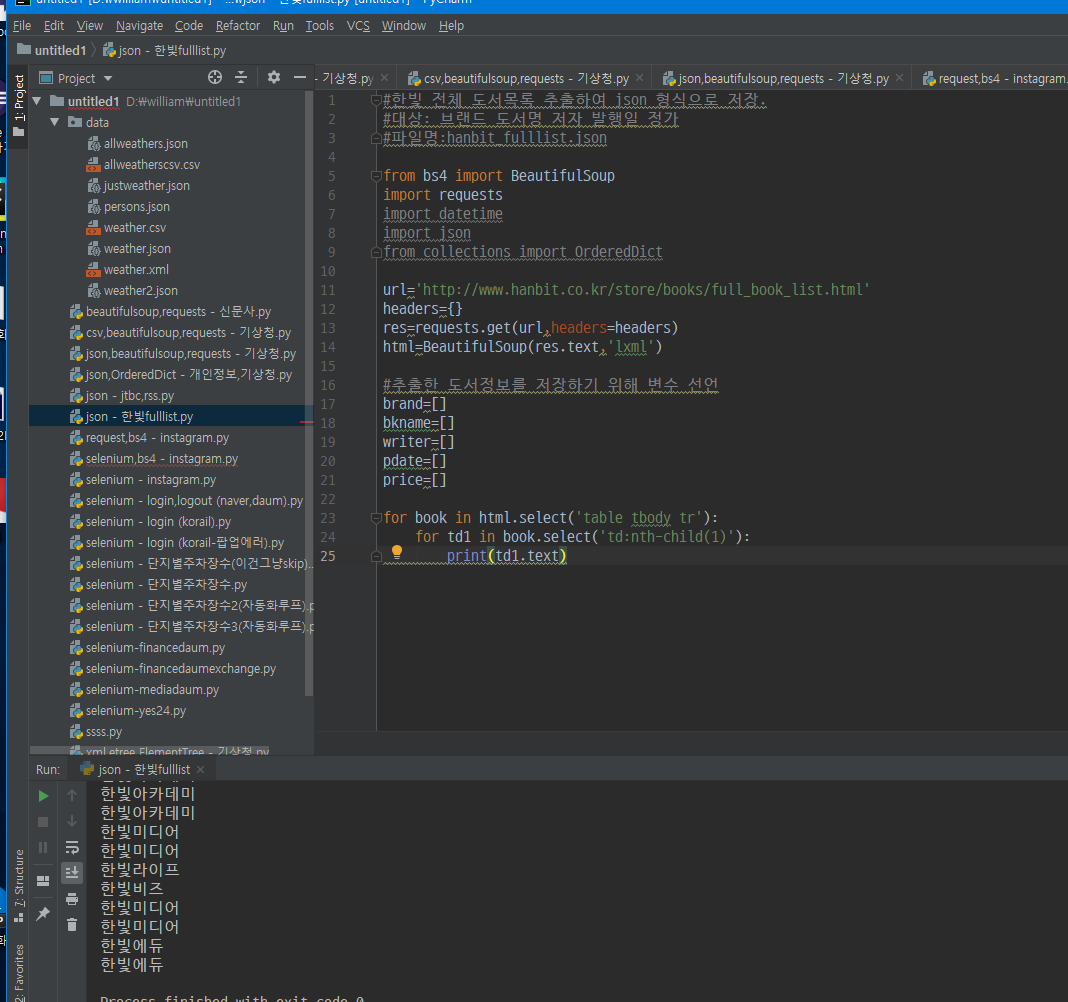 untitled1 [D:\william\untitled1] - ...\json - 한빛fulllist.py [untitled1] - PyCharm
File Edit View Navigate Code Refactor Run Tools VCS Window Help
untitled1 json - 한빛fulllist.py
Project
- 기상청.py csv,beautifulsoup,requests - 기상청.py json,beautifulsoup,requests - 기상청.py request,bs4 - instagram.
1: Project
untitled1 D:₩william₩untitled1
data
allweathers.json
allweatherscsv.csv
justweather.json
persons.json
weather.csv
weather.json
weather.xml
weather2.json
beautifulsoup,requests - 신문사.py
csv,beautifulsoup,requests - 기상청.py
json,beautifulsoup,requests - 기상청.py
json,OrderedDict - 개인정보,기상청.py
json - jtbc,rss.py
json - 한빛fulllist.py
request,bs4 - instagram.py
selenium,bs4 - instagram.py
selenium - instagram.py
selenium - login,logout (naver,daum).py
selenium - login (korail).py
selenium - login (korail-팝업에러).py
selenium - 단지별주차장수(이건그냥skip)..
selenium - 단지별주차장수.py
selenium - 단지별주차장수2(자동화루프).p
selenium - 단지별주차장수3(자동화루프).p
selenium-financedaum.py
selenium-financedaumexchange.py
selenium-mediadaum.py
selenium-yes24.py
ssss.py
xml.etree.ElementTree - 기상청.py
1 #한빛 전체 도서목록 추출하여 json 형식으로 저장.
2 #대상: 브랜드 도서명 저자 발행일 정가
3 #파일명:hanbit_fulllist.json
4
5 from bs4 import BeautifulSoup
6 import requests
7 import datetime
8 import json
9 from collections import OrderedDict
10
11 url='http://www.hanbit.co.kr/store/books/full_book_list.html'
12 headers={}
13 res=requests.get(url,headers=headers)
14 html=BeautifulSoup(res.text,'lxml')
15
16 #추출한 도서정보를 저장하기 위해 변수 선언
17 brand=[]
18 bkname=[]
19 writer=[]
20 pdate=[]
21 price=[]
22
23 for book in html.select('table tbody tr'):
24 for td1 in book.select('td:nth-child(1)'):
25 print(td1.text)
Run: json - 한빛fulllist
한빛아카데미
한빛아카데미
한빛아카데미
한빛미디어
한빛미디어
한빛라이프
한빛비즈
한빛미디어
한빛미디어
한빛에듀
한빛에듀
Process finished with exit code 0
7: Structure
2: Favorites